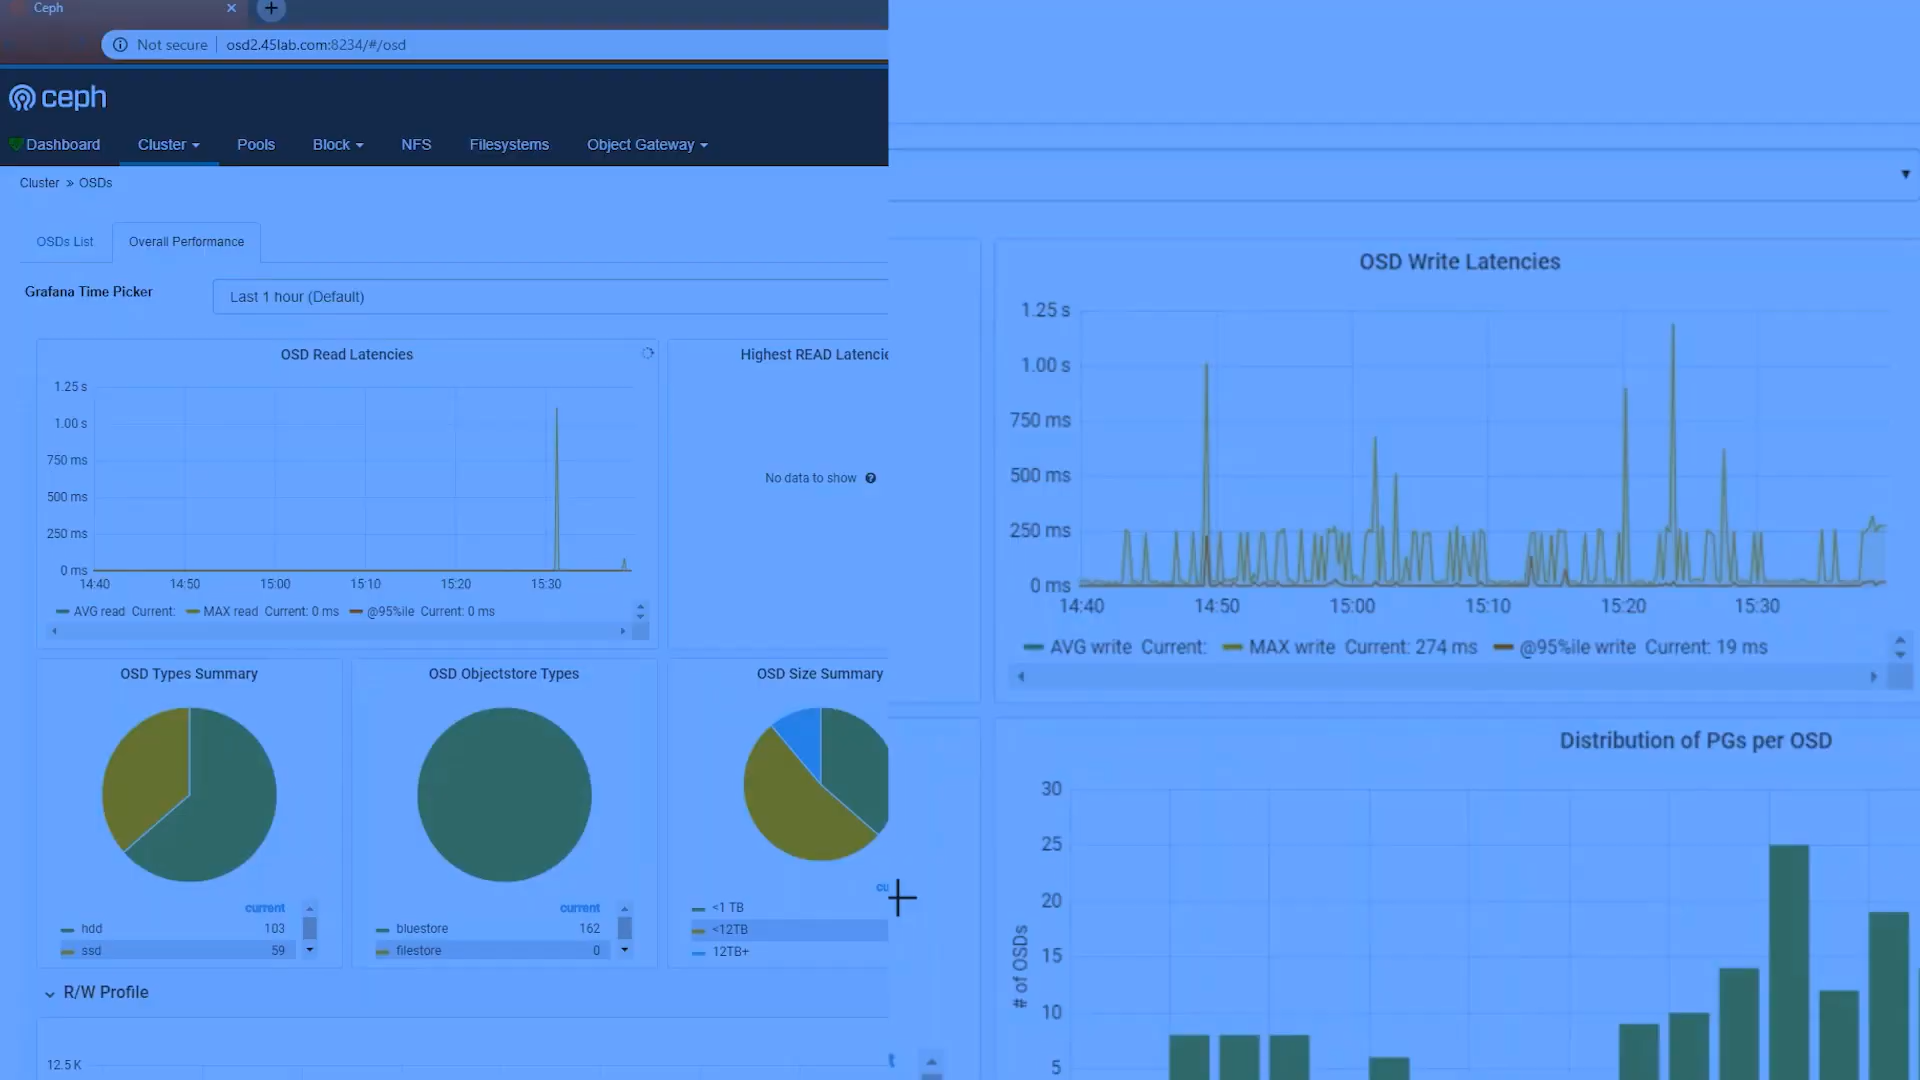 Ceph
Not secure
osd2.45lab.com:8234/#/osd
ceph
Dashboard
Cluster
Pools
Block
NFS
Filesystems
Object Gateway
Cluster » OSDs
OSDs List
Overall Performance
Grafana Time Picker
Last 1 hour (Default)
OSD Read Latencies
1.25 s
1.00 s
750 ms
500 ms
250 ms
0 ms
14:40 14:50 15:00 15:10 15:20 15:30
AVG read Current: MAX read Current: 0 ms @95%ile Current: 0 ms
Highest READ Latencie
No data to show
OSD Write Latencies
1.25 s
1.00 s
750 ms
500 ms
250 ms
0 ms
14:40 14:50 15:00 15:10 15:20 15:30
AVG write Current: MAX write Current: 274 ms @95%ile write Current: 19 ms
OSD Types Summary
current
hdd 103
ssd 59
OSD Objectstore Types
current
bluestore 162
filestore 0
OSD Size Summary
cu
<1 TB
<12TB
12TB+
Distribution of PGs per OSD
# of OSDs
30
25
20
15
10
5
R/W Profile
12.5 K